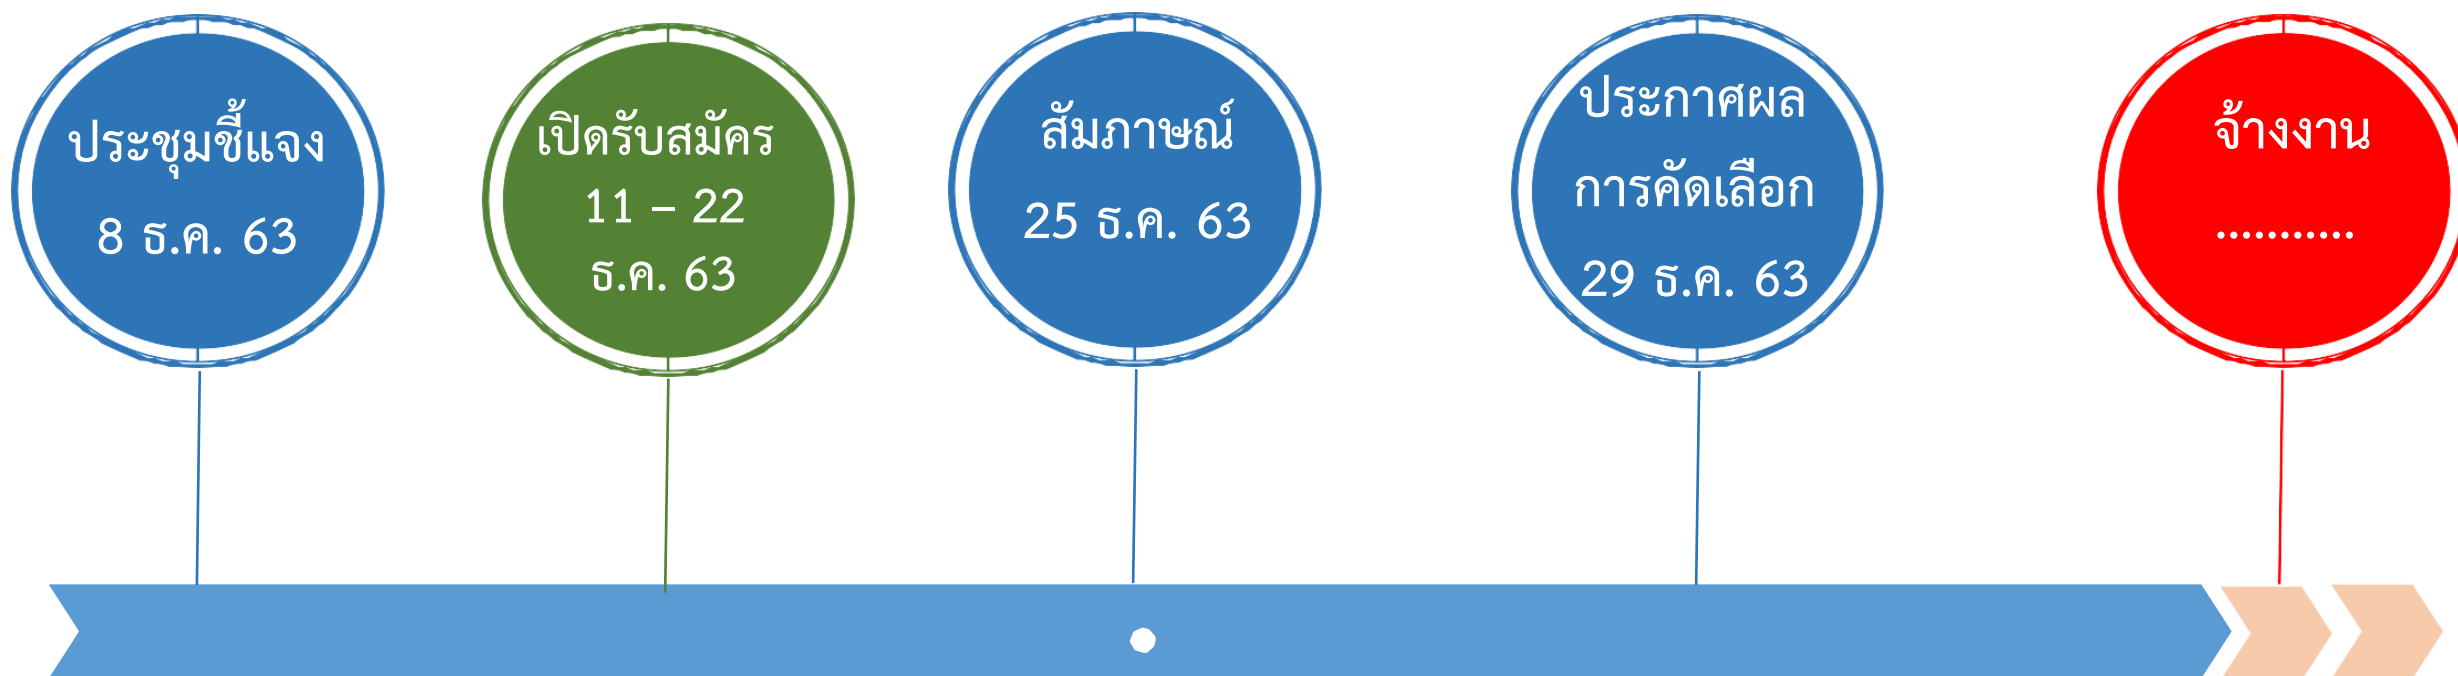 ประชุมชี้แจง
8 ธ.ค. 63
เปิดรับสมัคร
11 – 22
ธ.ค. 63
สัมภาษณ์
25 ธ.ค. 63
ประกาศผล
การคัดเลือก
29 ธ.ค. 63
จ้างงาน
...........